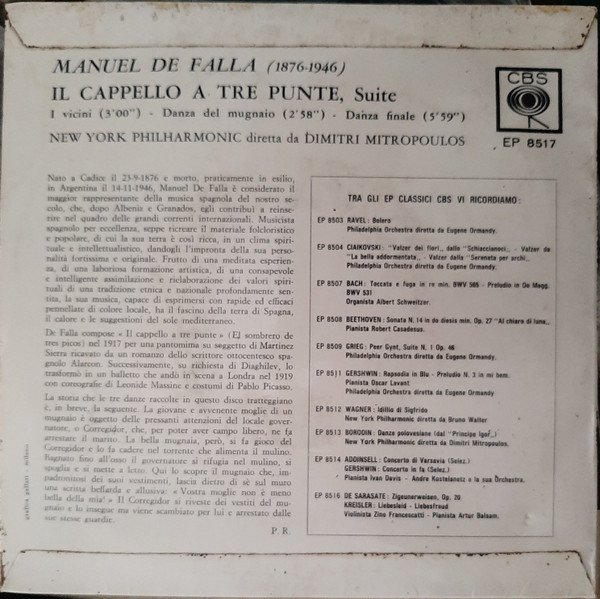 MANUEL DE FALLA (1876-1946)
IL CAPPELLO A TRE PUNTE, Suite
I vicini (3'00") - Danza del mugnaio (2'58") - Danza finale (5'59")
NEW YORK PHILHARMONIC diretta da DIMITRI MITROPOULOS
CBS
EP 8517
Nato a Cadice il 23-9-1876 e morto, praticamente in esilio,
in Argentina il 14-11-1946, Manuel De Falla è considerato il
maggior rappresentante della musica spagnola del nostro se-
colo, che, dopo Albeniz e Granados, egli contribuì a reinse-
rire nel quadro delle grandi correnti internazionali. Musicista
spagnolo per eccellenza, seppe ricreare il materiale folcloristico
e popolare, di cui la sua terra è così ricca, in un clima spiri-
tuale e intellettualistico, dandogli l'impronta della sua perso-
nalità fortissima e originale. Frutto di una meditata esperien-
za, di una laboriosa formazione artistica, di una consapevole
e intelligente assimilazione e rielaborazione dei valori spiri-
tuali di una tradizione etnica e nazionale profondamente sen-
tita, la sua musica, capace di esprimersi con rapide ed efficaci
pennellate di colore locale, ha il fascino della terra di Spagna,
il calore e le suggestioni del sole mediterraneo.
De Falla compose « Il cappello a tre punte » (El sombrero de
tres picos) nel 1917 per una pantomima su soggetto di Martinez
Sierra ricavato da un romanzo dello scrittore ottocentesco spa-
gnolo Alarcon. Successivamente, su richiesta di Diaghilev, lo
trasformò in un balletto che andò in scena a Londra nel 1919
con coreografie di Leonide Massine e costumi di Pablo Picasso.
La storia che le tre danze raccolte in questo disco tratteggiano
è, in breve, la seguente. La giovane e avvenente moglie di un
mugnaio è oggetto delle pressanti attenzioni del locale gover-
natore, o Corregidor, che, per poter aver campo libero, ne fa
arrestare il marito. La bella mugnaia, però, si fa gioco del
Corregidor e lo fa cadere nel torrente che alimenta il mulino.
Bagnato fino all'osso il governatore si rifugia nel mulino, si
spoglia e si mette a letto. Qui lo scopre il mugnaio che, im-
padronitosi dei suoi vestimenti, lascia dietro di sè sul muro
una scritta beffarda e allusiva: « Vostra moglie non è meno
bella della mia! » Il Corregidor si riveste dei vestiti del mu-
gnaio e lo insegue ma viene scambiato per lui e arrestato dalle
sue stesse guardie.
P. R.
grafica gallari - milano
TRA GLI EP CLASSICI CBS VI RICORDIAMO:
EP 8503 RAVEL: Bolero
Philadelphia Orchestra diretta da Eugene Ormandy.
EP 8504 CIAIKOVSKI: "Valzer dei fiori„ dallo "Schiaccianoci„ - Valzer da
"La bella addormentata„ - Valzer dalla "Serenata per archi„
Philadelphia Orchestra diretta da Eugene Ormandy.
EP 8507 BACH: Toccata e fuga in re min. BWV 565 - Preludio in Do Magg.
BWV 531
Organista Albert Schweitzer.
EP 8508 BEETHOVEN: Sonata N. 14 in do diesis min. Op. 27 "Al chiaro di luna„
Pianista Robert Casadesus.
EP 8509 GRIEG: Peer Gynt, Suite N. 1 Op. 46
Philadelphia Orchestra diretta da Eugene Ormandy.
EP 8511 GERSHWIN: Rapsodia in Blu - Preludio N. 3 in mi bem.
Pianista Oscar Levant
Philadelphia Orchestra diretta da Eugene Ormandy.
EP 8512 WAGNER: Idillio di Sigfrido
New York Philharmonic diretta da Bruno Walter
EP 8513 BORODIN: Danze polovesiane (dal "Principe Igor„)
New York Philharmonic diretta da Dimitri Mitropoulos.
EP 8514 ADDINSELL: Concerto di Varsavia (Selez.)
GERSHWIN: Concerto in fa (Selez.)
Pianista Ivan Davis - Andre Kostelanetz e la sua Orchestra.
EP 8516 DE SARASATE: Zigeunerweisen, Op. 20
KREISLER: Liebesleid - Liebesfreud
Violinista Zino Francescatti - Pianista Artur Balsam.